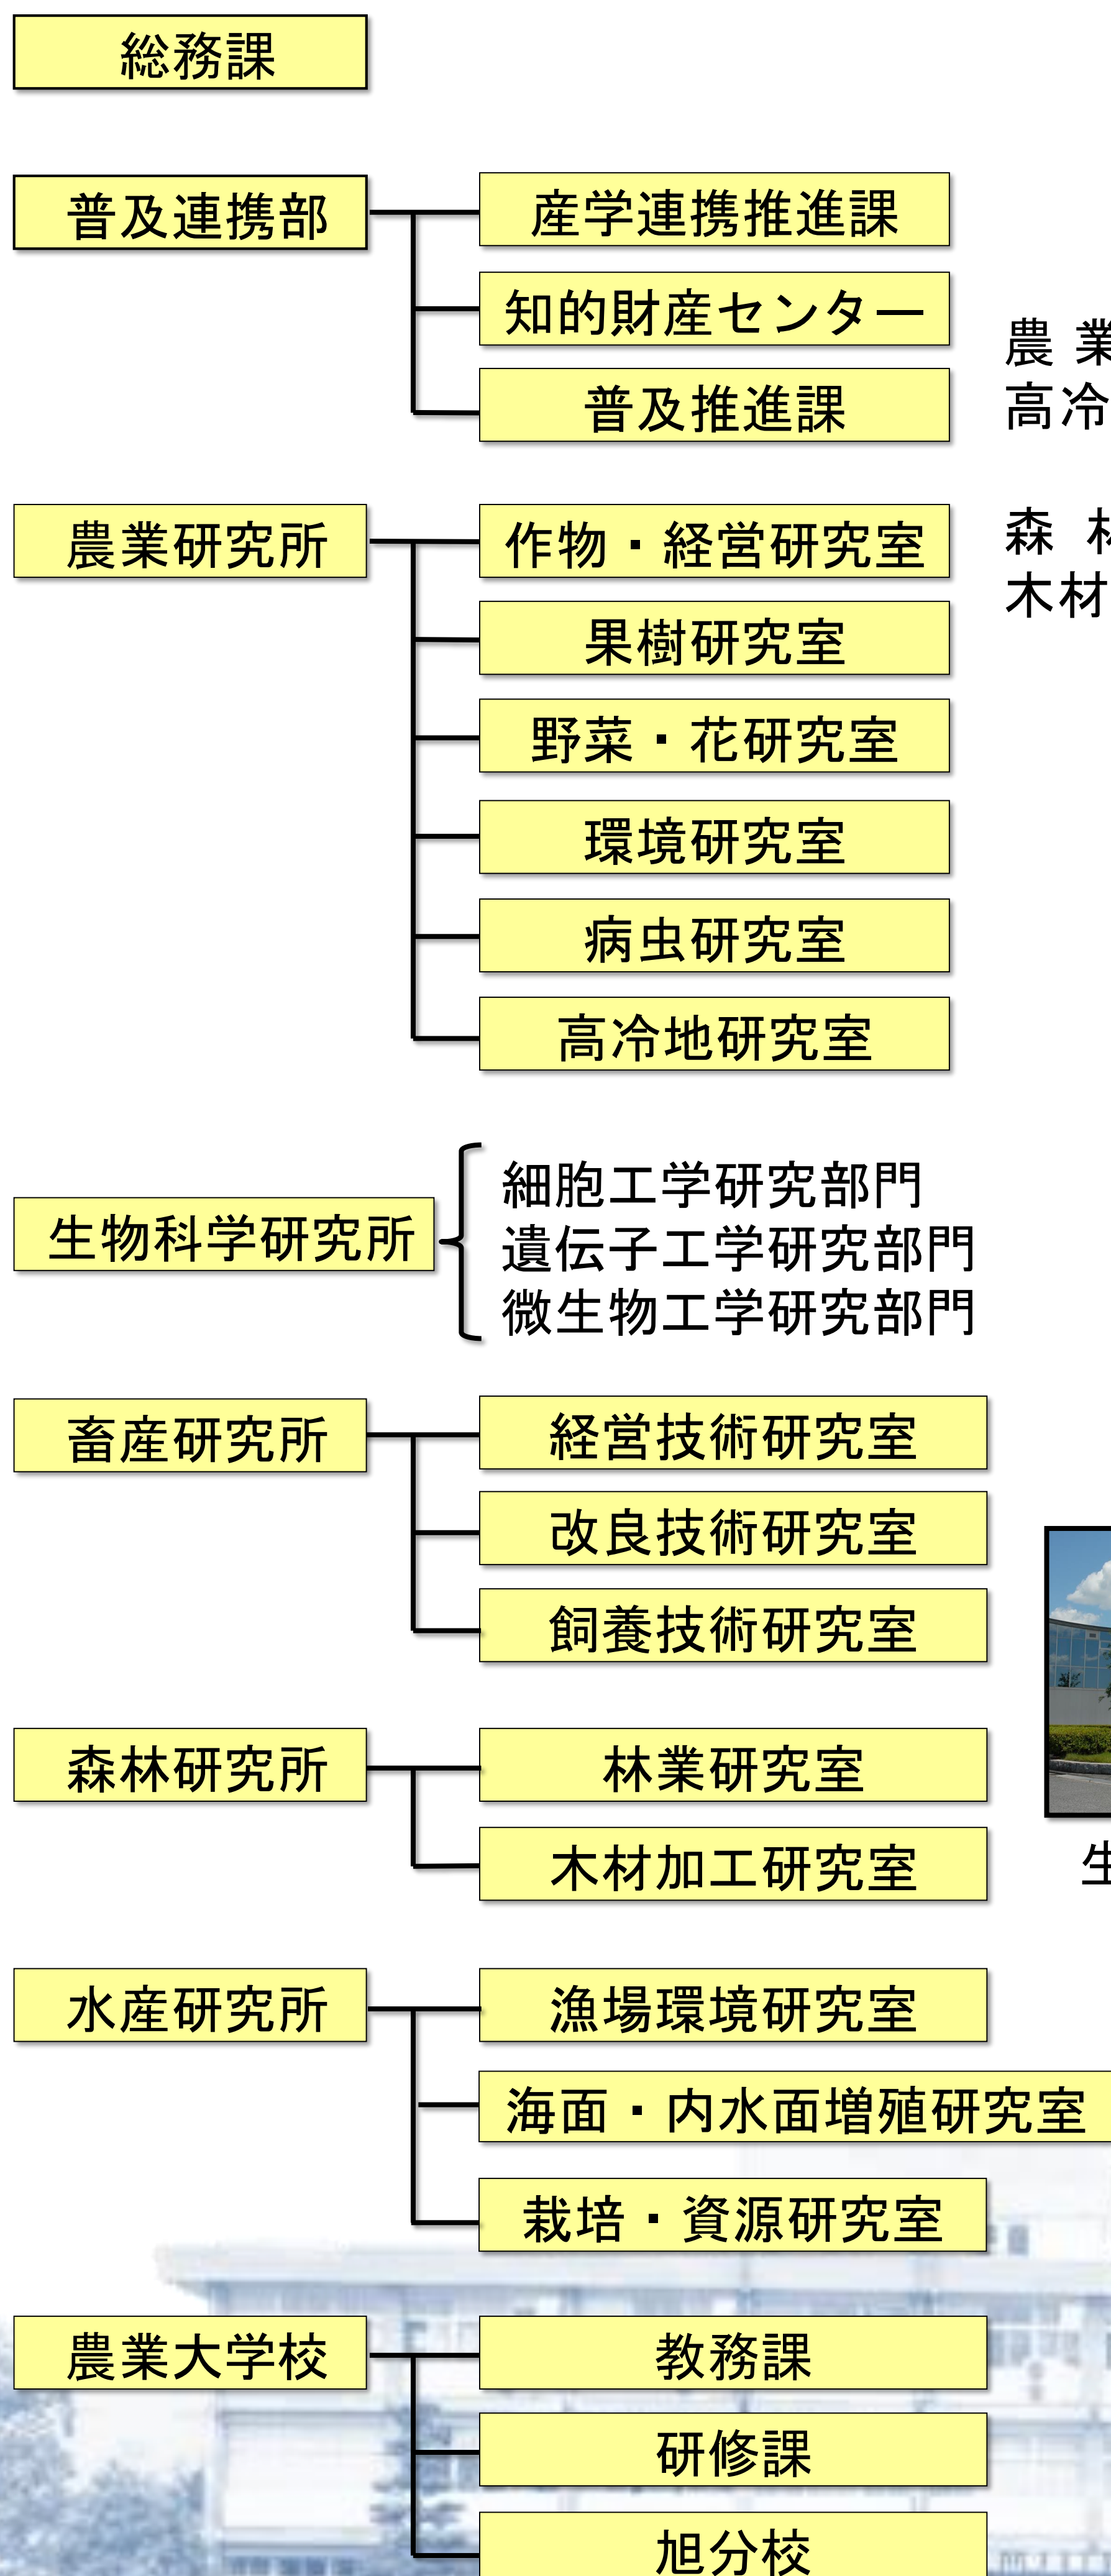 総務課
普及連携部
産学連携推進課
知的財産センター
普及推進課
農業
高冷
農業研究所
作物・経営研究室
森
木材
果樹研究室
野菜・花研究室
環境研究室
病虫研究室
高冷地研究室
生物科学研究所
細胞工学研究部門
遺伝子工学研究部門
微生物工学研究部門
畜産研究所
経営技術研究室
改良技術研究室
飼養技術研究室
森林研究所
林業研究室
木材加工研究室
生
水産研究所
漁場環境研究室
海面・内水面増殖研究室
栽培・資源研究室
農業大学校
教務課
研修課
旭分校